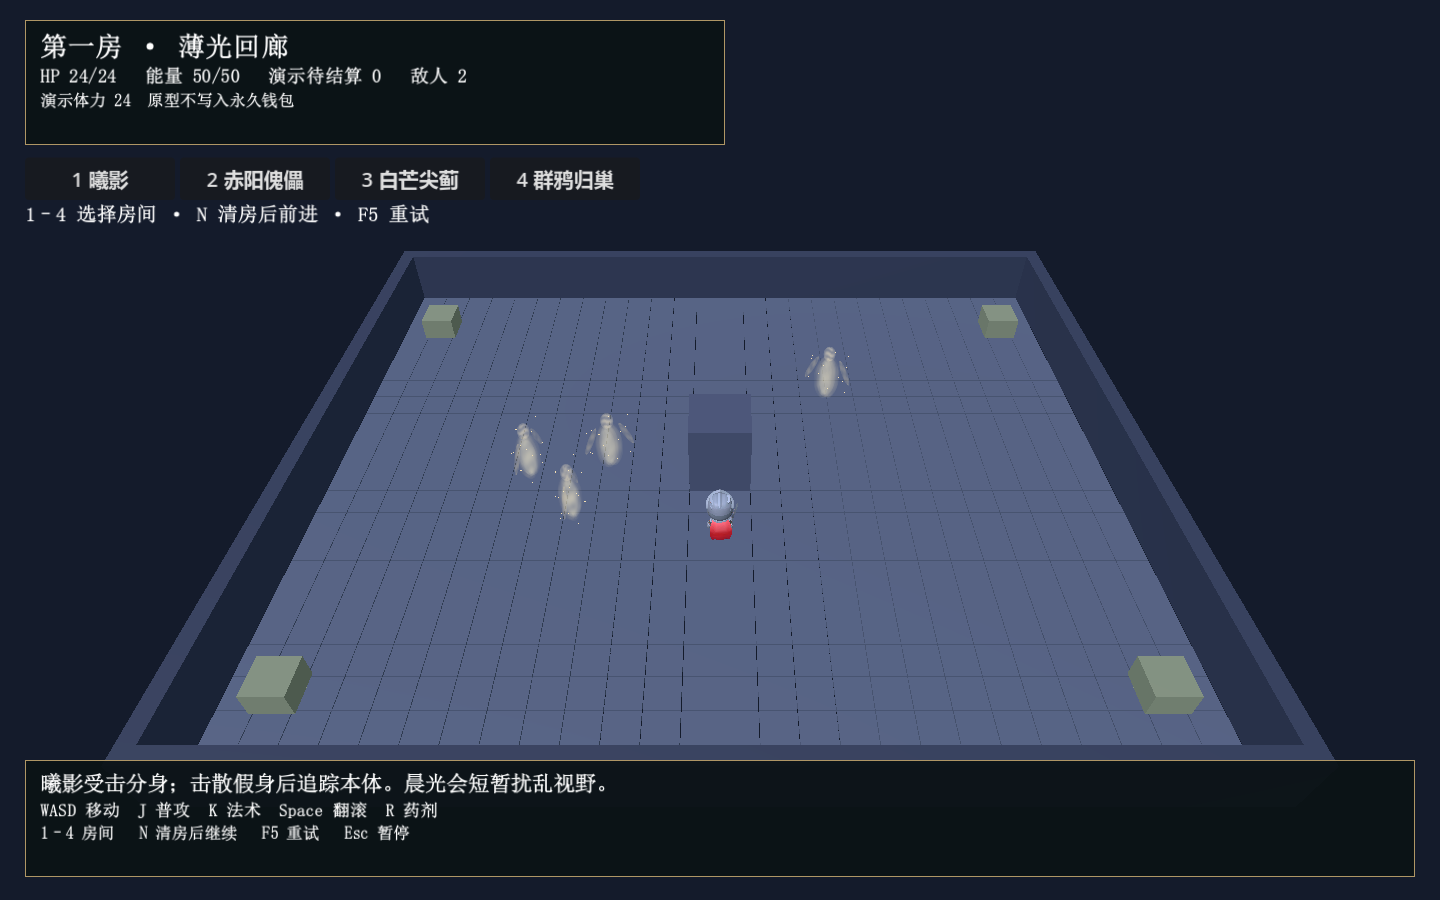 第一房 • 薄光回廊
HP 24/24 能量 50/50 演示待结算 0 敌人 2
演示体力 24 原型不写入永久钱包
1 曦影 2 赤阳傀儡 3 白芒尖蓟 4 群鸦归巢
1-4 选择房间 • N 清房后前进 • F5 重试
曦影受击分身；击散假身后追踪本体。晨光会短暂扰乱视野。
WASD 移动 J 普攻 K 法术 Space 翻滚 R 药剂
1-4 房间 N 清房后继续 F5 重试 Esc 暂停